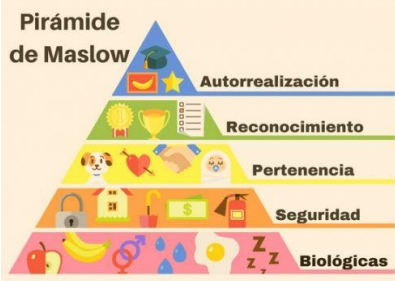 Pirámide
de Maslow
Autorrealización
Reconocimiento
Pertenencia
Seguridad
$
Biológicas
Z
Z
Z
z
z